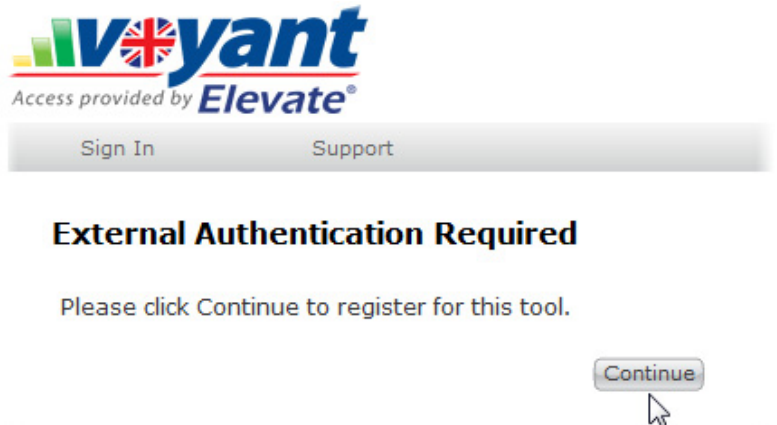 voyant
Access provided by Elevate®
Sign In Support
External Authentication Required
Please click Continue to register for this tool.
Continue